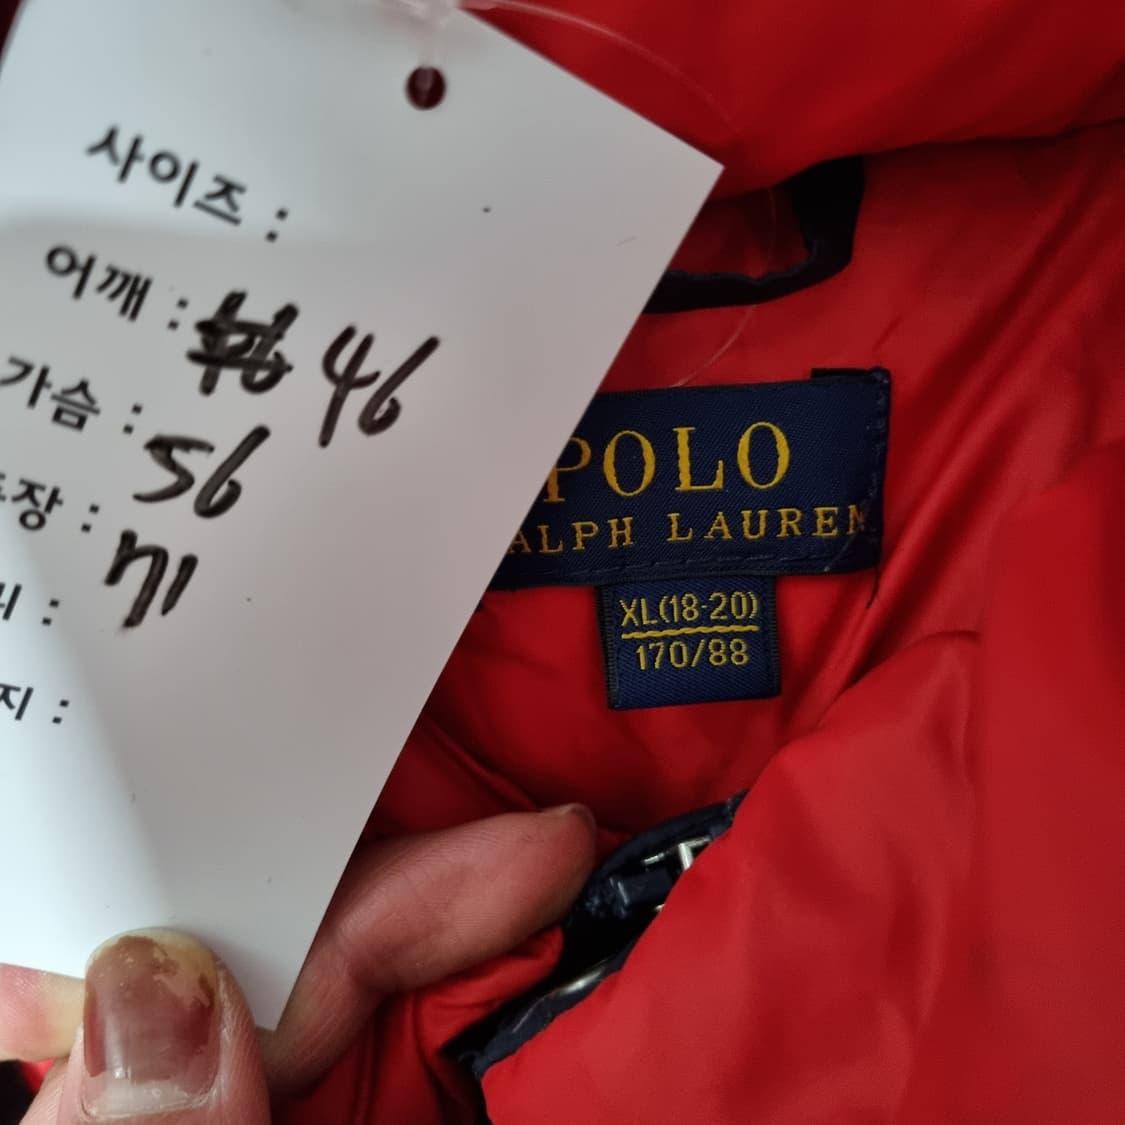 사이즈 :
어깨 : 46
가슴 : 56
장 : 71
:
지 :
POLO
ALPH LAUREN
XL(18-20)
170/88